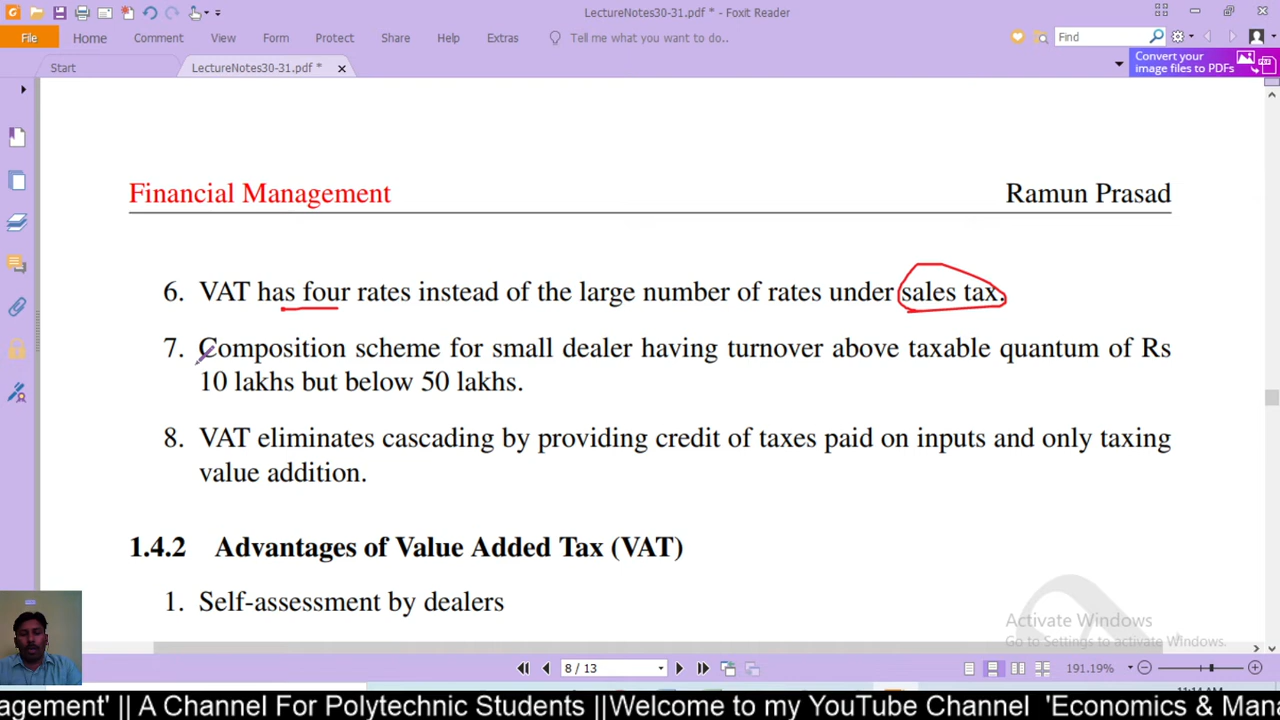 LectureNotes30-31.pdf * - Foxit Reader
File Home Comment View Form Protect Share Help Extras Tell me what you want to do.. Find
Start LectureNotes30-31.pdf * Convert your
image files to PDFs
Financial Management Ramun Prasad
6. VAT has four rates instead of the large number of rates under sales tax.
7. Composition scheme for small dealer having turnover above taxable quantum of Rs
10 lakhs but below 50 lakhs.
8. VAT eliminates cascading by providing credit of taxes paid on inputs and only taxing
value addition.
1.4.2 Advantages of Value Added Tax (VAT)
1. Self-assessment by dealers
Activate Windows
Go to Settings to activate Windows.
8 / 13 191.19%
agement' || A Channel For Polytechnic Students ||Welcome to my YouTube Channel 'Economics & Mana